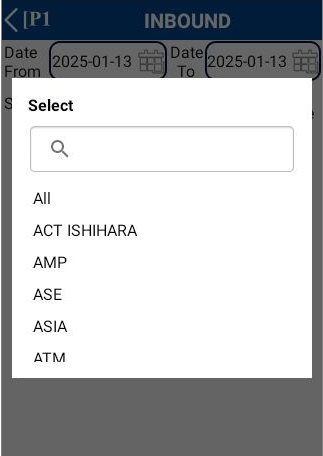 [P1 INBOUND
Date From 2025-01-13 Date To 2025-01-13
Select
All
ACT ISHIHARA
AMP
ASE
ASIA
ATM